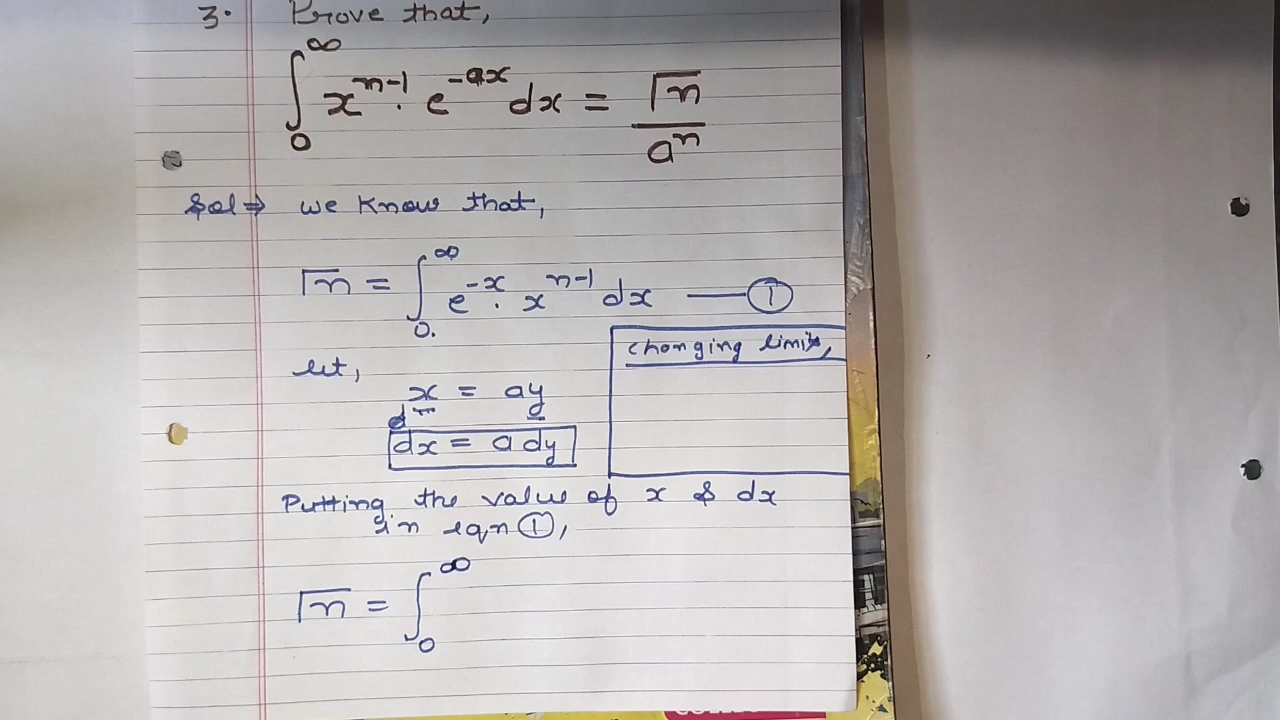 3. Prove that,
∫₀^∞ x^(n-1) . e^(-ax) dx = Γn / a^n
Sol ⇒ we know that,
Γn = ∫₀^∞ e^(-x) . x^(n-1) dx —— ①
let,
changing limits,
x = ay
dx = a dy
Putting the value of x & dx
in eqn ①,
Γn = ∫₀^∞